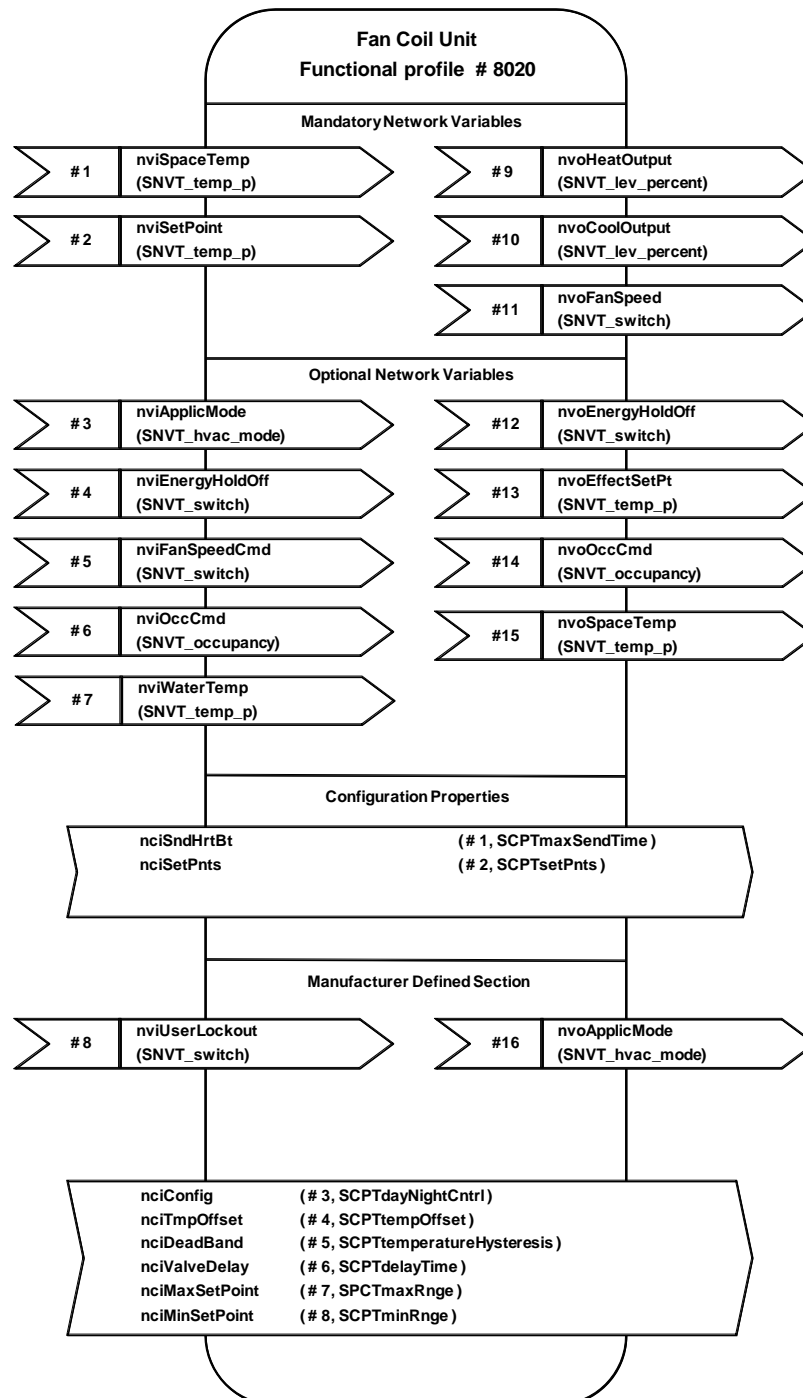 Fan Coil Unit
Functional profile # 8020
Mandatory Network Variables
#1 nviSpaceTemp
(SNVT_temp_p)
#9 nvoHeatOutput
(SNVT_lev_percent)
#2 nviSetPoint
(SNVT_temp_p)
#10 nvoCoolOutput
(SNVT_lev_percent)
#11 nvoFanSpeed
(SNVT_switch)
Optional Network Variables
#3 nviApplicMode
(SNVT_hvac_mode)
#12 nvoEnergyHoldOff
(SNVT_switch)
#4 nviEnergyHoldOff
(SNVT_switch)
#13 nvoEffectSetPt
(SNVT_temp_p)
#5 nviFanSpeedCmd
(SNVT_switch)
#14 nvoOccCmd
(SNVT_occupancy)
#6 nviOccCmd
(SNVT_occupancy)
#15 nvoSpaceTemp
(SNVT_temp_p)
#7 nviWaterTemp
(SNVT_temp_p)
Configuration Properties
nciSndHrtBt (# 1, SCPTmaxSendTime)
nciSetPnts (# 2, SCPTsetPnts)
Manufacturer Defined Section
#8 nviUserLockout
(SNVT_switch)
#16 nvoApplicMode
(SNVT_hvac_mode)
nciConfig (# 3, SCPTdayNightCntrl)
nciTmpOffset (# 4, SCPTtempOffset)
nciDeadBand (# 5, SCPTtemperatureHysteresis)
nciValveDelay (# 6, SCPTdelayTime)
nciMaxSetPoint (# 7, SPCTmaxRnge)
nciMinSetPoint (# 8, SCPTminRnge)